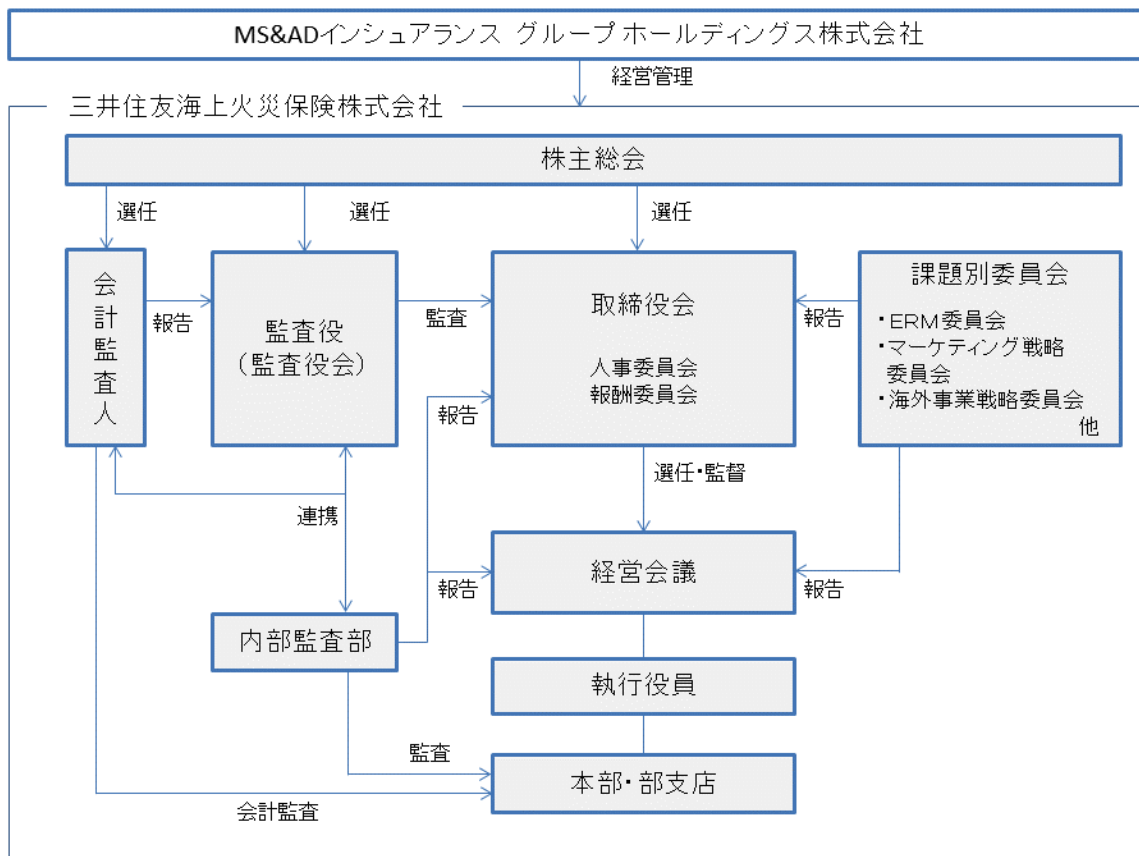 MS&ADインシュアランス グループ ホールディングス株式会社
経営管理
三井住友海上火災保険株式会社
株主総会
選任
選任
選任
会計監査人
報告
監査役
(監査役会)
監査
取締役会
人事委員会
報酬委員会
報告
課題別委員会
・ERM委員会
・マーケティング戦略
委員会
・海外事業戦略委員会
他
報告
選任・監督
連携
経営会議
報告
報告
内部監査部
執行役員
監査
本部・部支店
会計監査